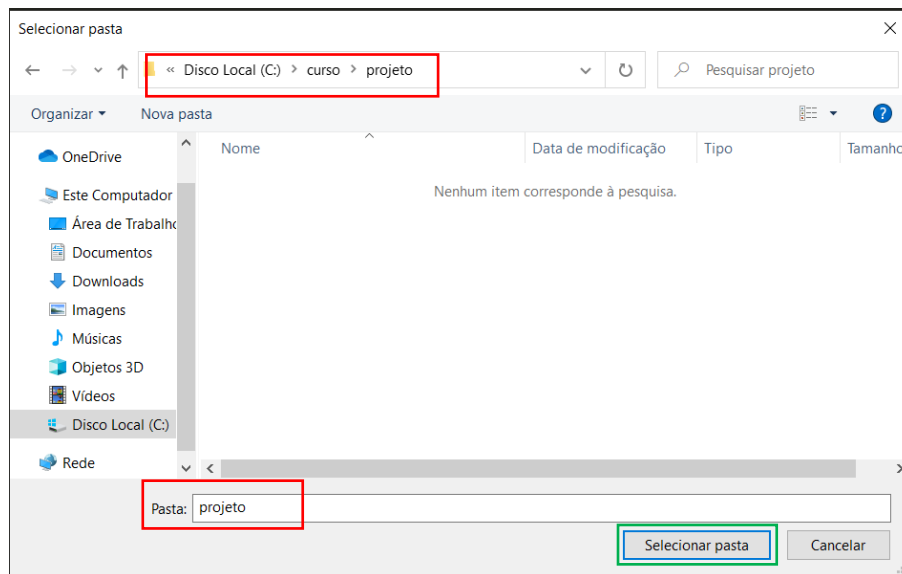 Selecionar pasta
« Disco Local (C:) > curso > projeto
Pesquisar projeto
Organizar
Nova pasta
?
Nome
Data de modificação
Tipo
Tamanho
Nenhum item corresponde à pesquisa.
OneDrive
Este Computador
Área de Trabalho
Documentos
Downloads
Imagens
Músicas
Objetos 3D
Vídeos
Disco Local (C:)
Rede
Pasta: projeto
Selecionar pasta
Cancelar